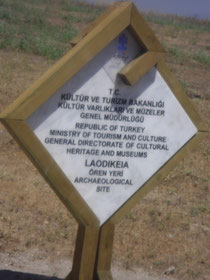 T.C.
KÜLTÜR VE TURİZM BAKANLIĞI
KÜLTÜR VARLIKLARI VE MÜZELER
GENEL MÜDÜRLÜĞÜ
REPUBLIC OF TURKEY
MINISTRY OF TOURISM AND CULTURE
GENERAL DIRECTORATE OF CULTURAL
HERITAGE AND MUSEUMS
LAODIKEIA
ÖREN YERİ
ARCHAEOLOGICAL
SITE